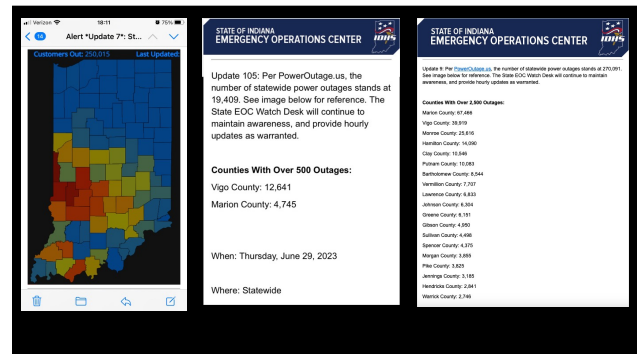 Verizon
18:11
75%
14
Alert *Update 7*: St...
Customers Out: 250,015
Last Updated:
STATE OF INDIANA
EMERGENCY OPERATIONS CENTER
IDHS
Update 105: Per PowerOutage.us, the
number of statewide power outages stands at
19,409. See image below for reference. The
State EOC Watch Desk will continue to
maintain awareness, and provide hourly
updates as warranted.
Counties With Over 500 Outages:
Vigo County: 12,641
Marion County: 4,745
When: Thursday, June 29, 2023
Where: Statewide
STATE OF INDIANA
EMERGENCY OPERATIONS CENTER
IDHS
Update 9: Per PowerOutage.us, the number of statewide power outages stands at 270,091.
See image below for reference. The State EOC Watch Desk will continue to maintain
awareness, and provide hourly updates as warranted.
Counties With Over 2,500 Outages:
Marion County: 67,466
Vigo County: 39,919
Monroe County: 25,616
Hamilton County: 14,090
Clay County: 10,546
Putnam County: 10,083
Bartholomew County: 8,544
Vermillion County: 7,707
Lawrence County: 6,833
Johnson County: 6,304
Greene County: 6,191
Gibson County: 4,950
Sullivan County: 4,498
Spencer County: 4,375
Morgan County: 3,855
Pike County: 3,825
Jennings County: 3,185
Hendricks County: 2,841
Warrick County: 2,746